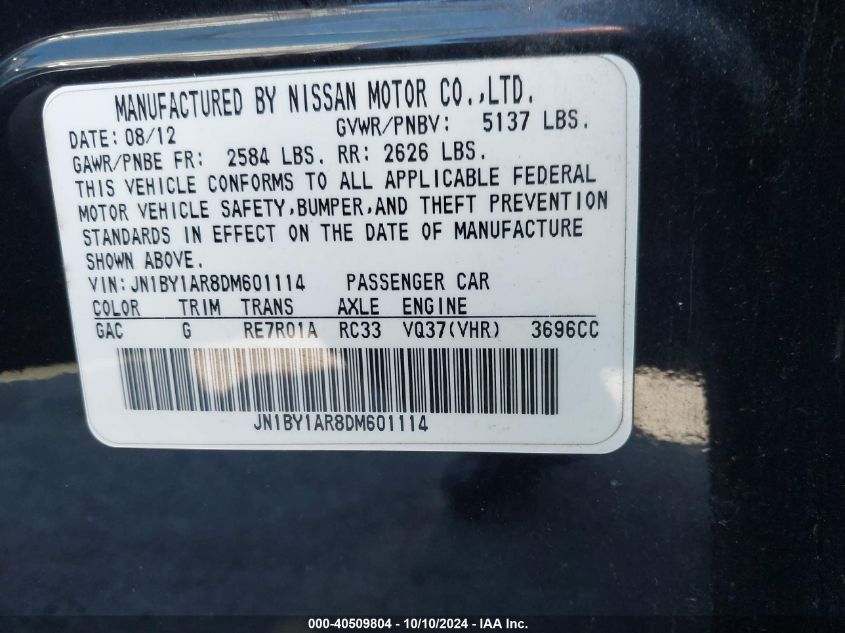 MANUFACTURED BY NISSAN MOTOR CO.,LTD.
DATE: 08/12 GVWR/PNBV: 5137 LBS.
GAWR/PNBE FR: 2584 LBS. RR: 2626 LBS.
THIS VEHICLE CONFORMS TO ALL APPLICABLE FEDERAL
MOTOR VEHICLE SAFETY,BUMPER,AND THEFT PREVENTION
STANDARDS IN EFFECT ON THE DATE OF MANUFACTURE
SHOWN ABOVE.
VIN:JN1BY1AR8DM601114 PASSENGER CAR
COLOR TRIM TRANS AXLE ENGINE
GAC G RE7R01A RC33 VQ37(VHR) 3696CC
JN1BY1AR8DM601114
000-40509804 - 10/10/2024 - IAA Inc.